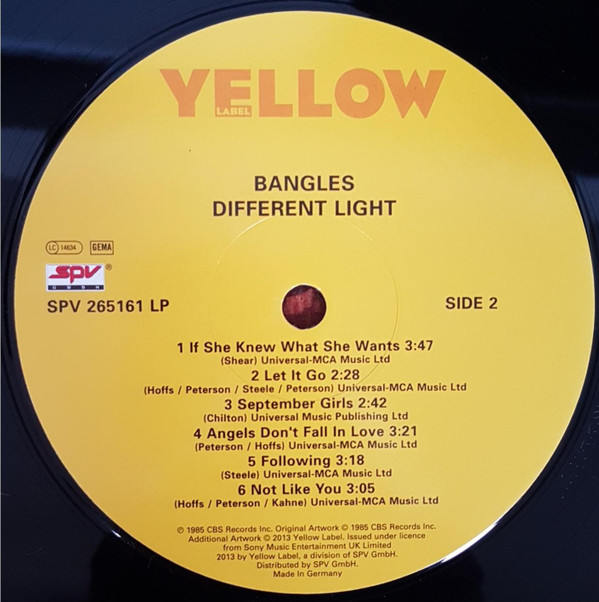 YELLOW
LABEL
BANGLES
DIFFERENT LIGHT
LC 14634 GEMA
spv ®
GMBH
SPV 265161 LP
SIDE 2
1 If She Knew What She Wants 3:47
(Shear) Universal-MCA Music Ltd
2 Let It Go 2:28
(Hoffs / Peterson / Steele / Peterson) Universal-MCA Music Ltd
3 September Girls 2:42
(Chilton) Universal Music Publishing Ltd
4 Angels Don't Fall In Love 3:21
(Peterson / Hoffs) Universal-MCA Music Ltd
5 Following 3:18
(Steele) Universal-MCA Music Ltd
6 Not Like You 3:05
(Hoffs / Peterson / Kahne) Universal-MCA Music Ltd
℗ 1985 CBS Records Inc. Original Artwork © 1985 CBS Records Inc.
Additional Artwork © 2013 Yellow Label. Issued under licence
from Sony Music Entertainment UK Limited
2013 by Yellow Label, a division of SPV GmbH.
Distributed by SPV GmbH.
Made In Germany